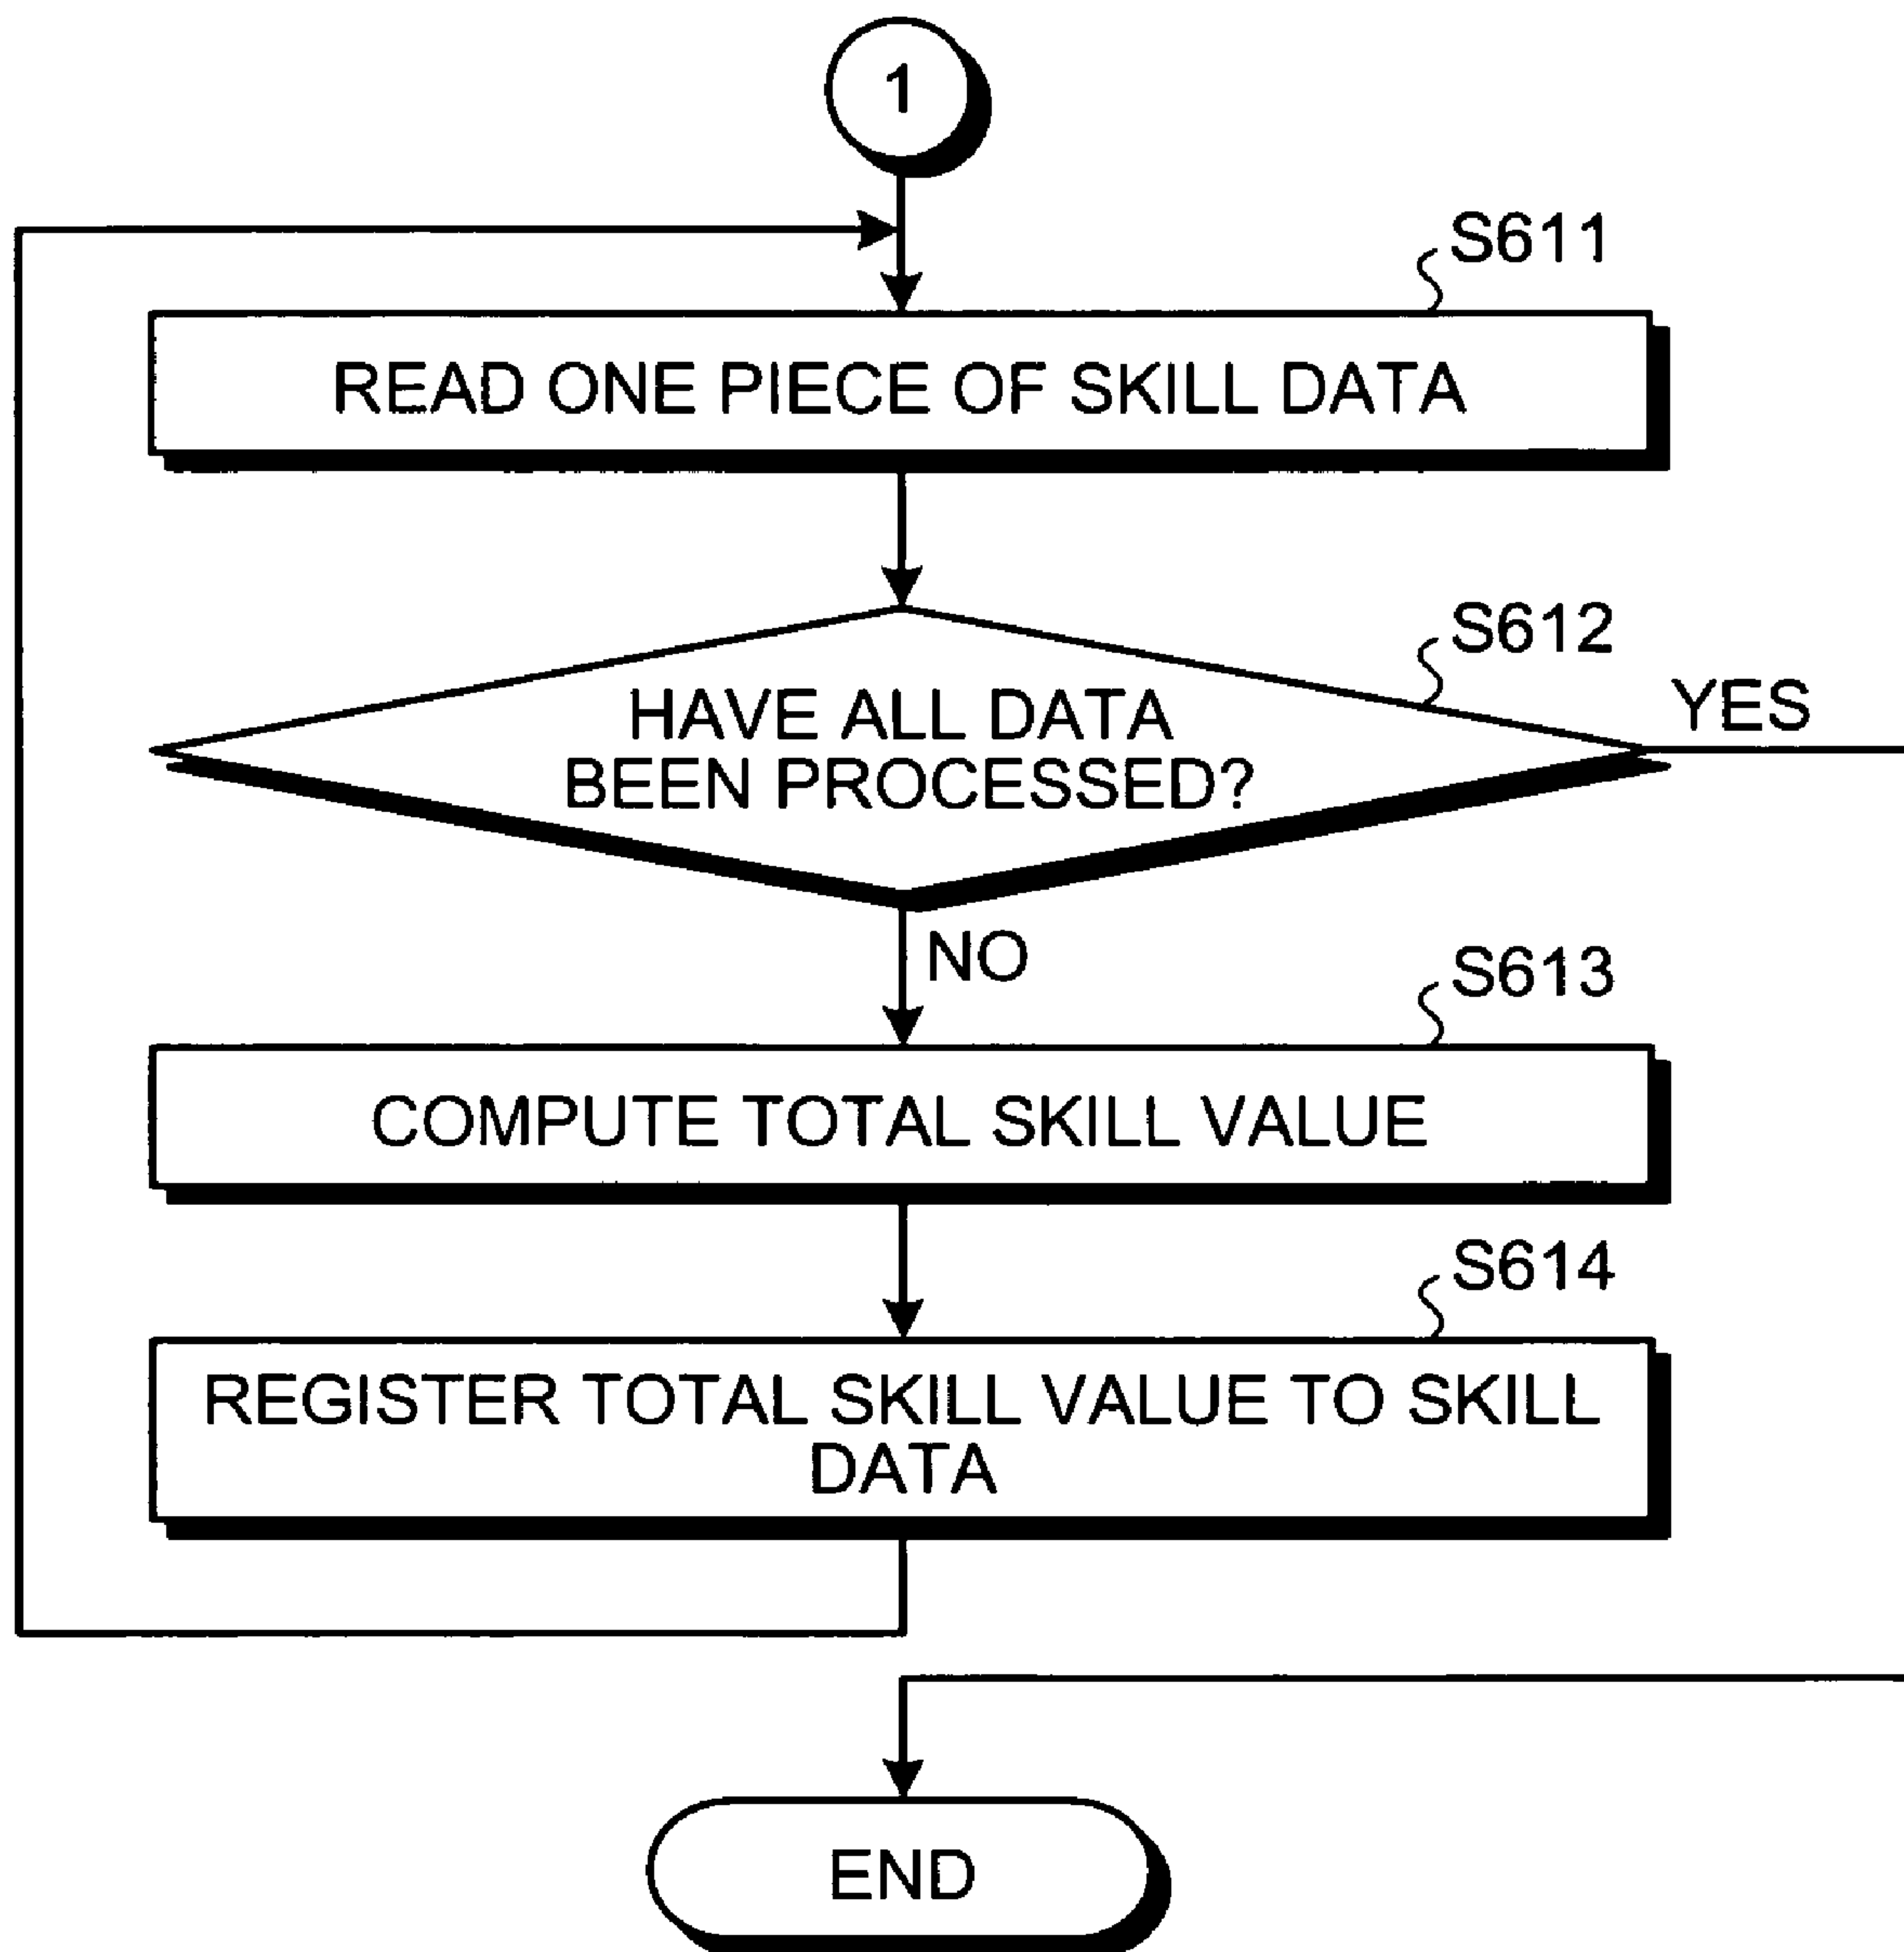 1
S611
READ ONE PIECE OF SKILL DATA
S612
HAVE ALL DATA
BEEN PROCESSED?
YES
NO
S613
COMPUTE TOTAL SKILL VALUE
S614
REGISTER TOTAL SKILL VALUE TO SKILL
DATA
END